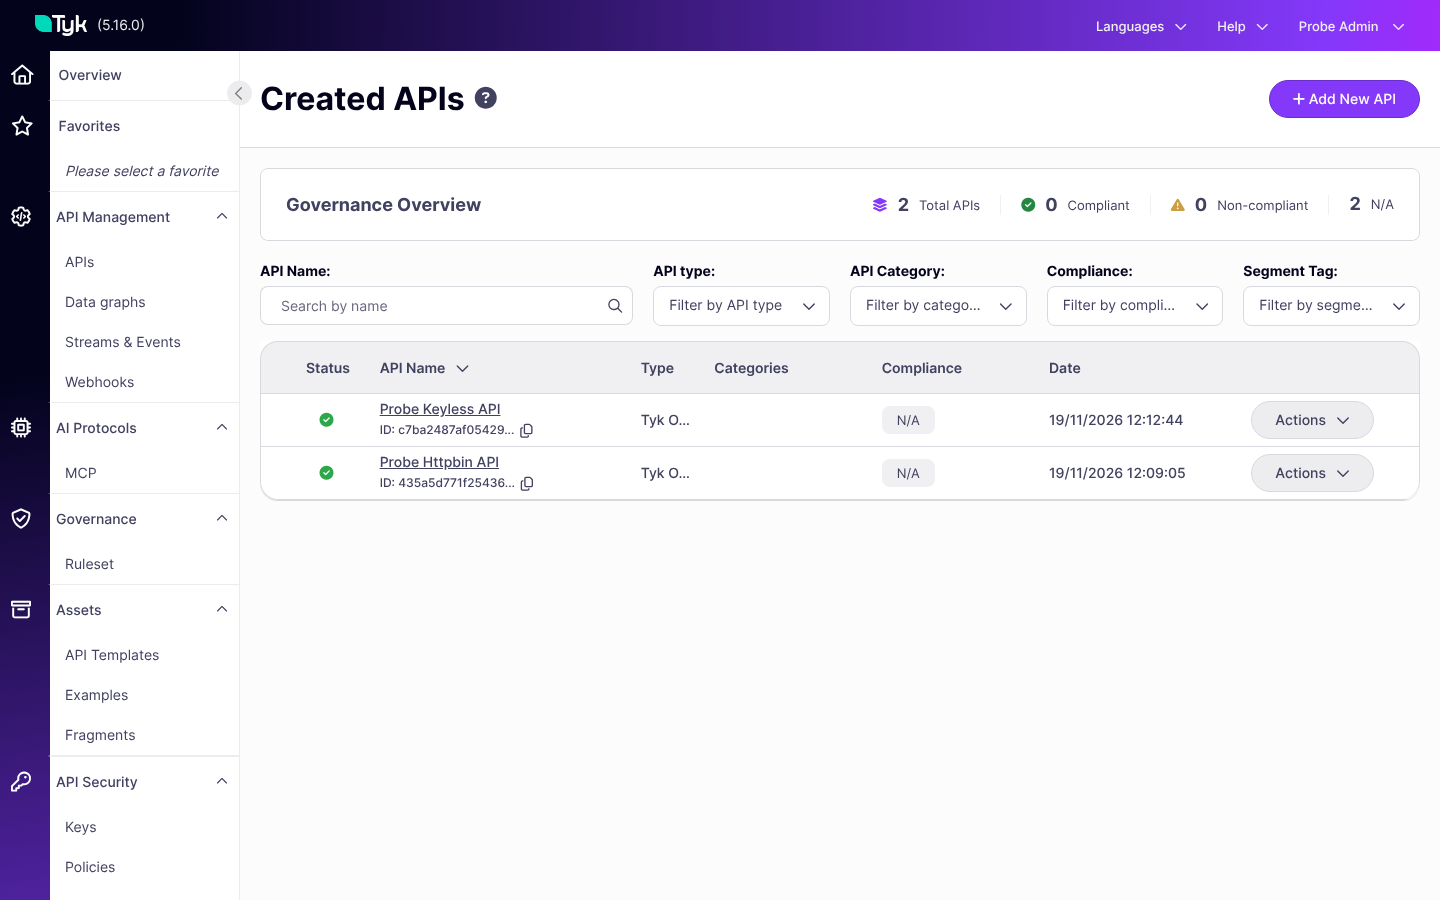 Tyk (5.16.0)
Languages
Help
Probe Admin
Overview
Favorites
Please select a favorite
API Management
APIs
Data graphs
Streams & Events
Webhooks
AI Protocols
MCP
Governance
Ruleset
Assets
API Templates
Examples
Fragments
API Security
Keys
Policies
Created APIs ?
+ Add New API
Governance Overview
2 Total APIs
0 Compliant
0 Non-compliant
2 N/A
API Name:
Search by name
API type:
Filter by API type
API Category:
Filter by catego...
Compliance:
Filter by compli...
Segment Tag:
Filter by segme...
Status API Name Type Categories Compliance Date
Probe Keyless API
ID: c7ba2487af05429...
Tyk O... N/A 19/11/2026 12:12:44 Actions
Probe Httpbin API
ID: 435a5d771f25436...
Tyk O... N/A 19/11/2026 12:09:05 Actions